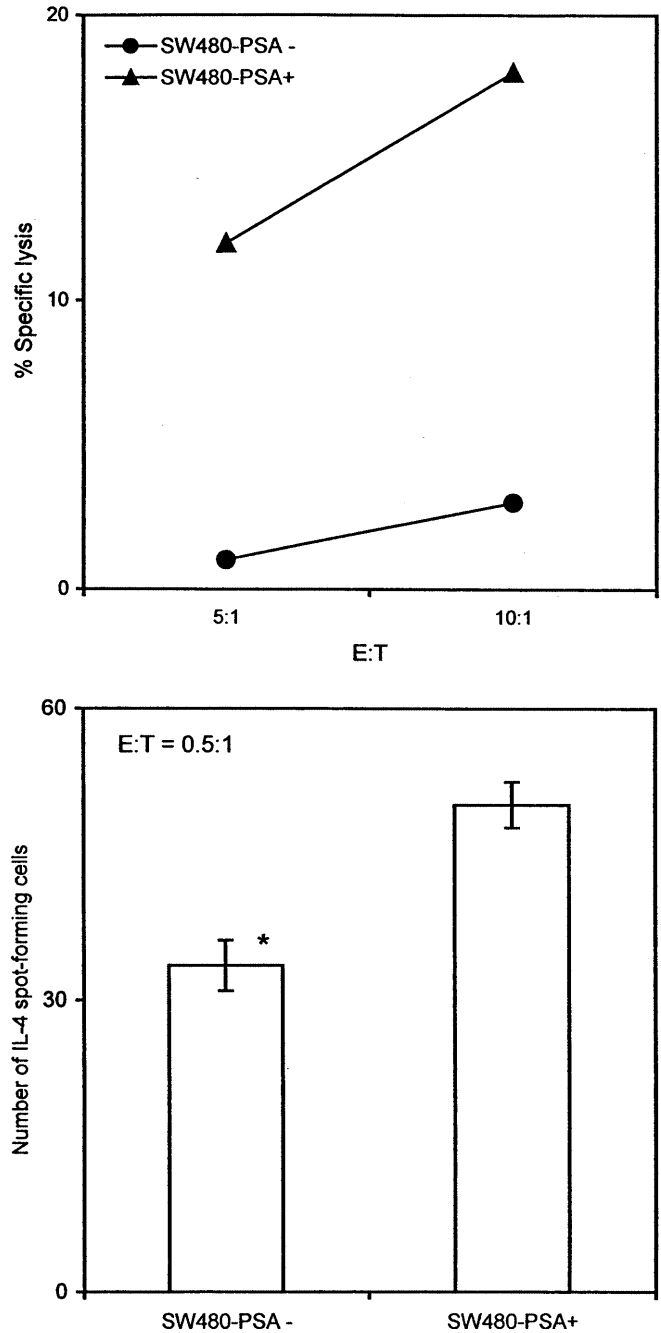 20
SW480-PSA -
SW480-PSA+
% Specific lysis
10
0
5:1
10:1
E:T
60
E:T = 0.5:1
Number of IL-4 spot-forming cells
*
30
0
SW480-PSA -
SW480-PSA+